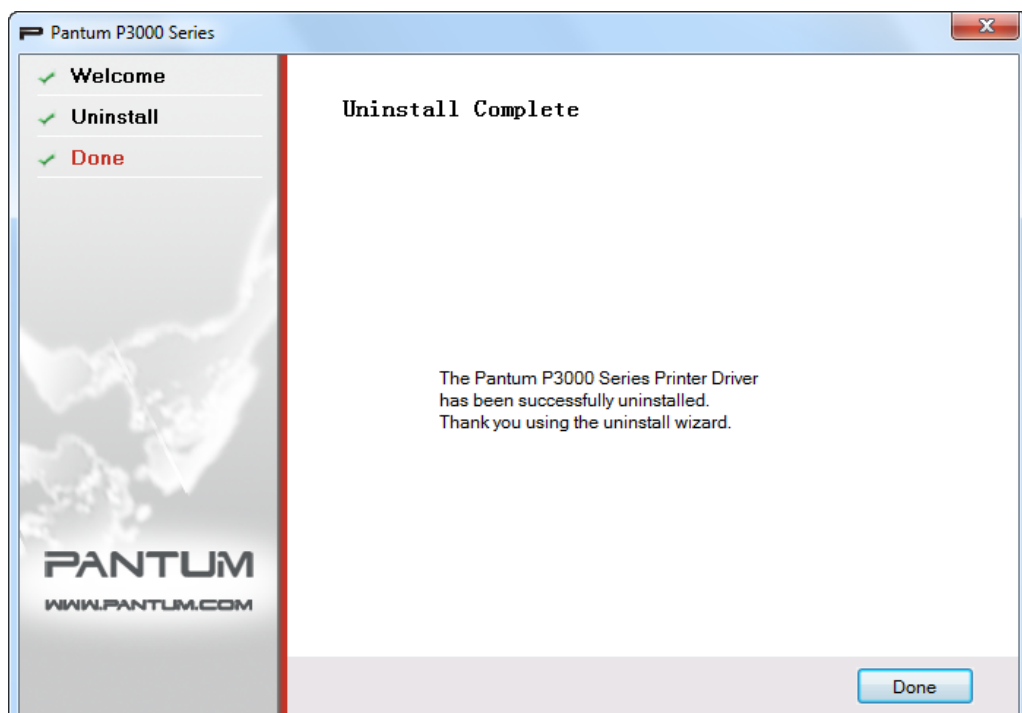 Pantum P3000 Series
Welcome
Uninstall
Done
Uninstall Complete
The Pantum P3000 Series Printer Driver
has been successfully uninstalled.
Thank you using the uninstall wizard.
PANTUM
WWW.PANTUM.COM
Done